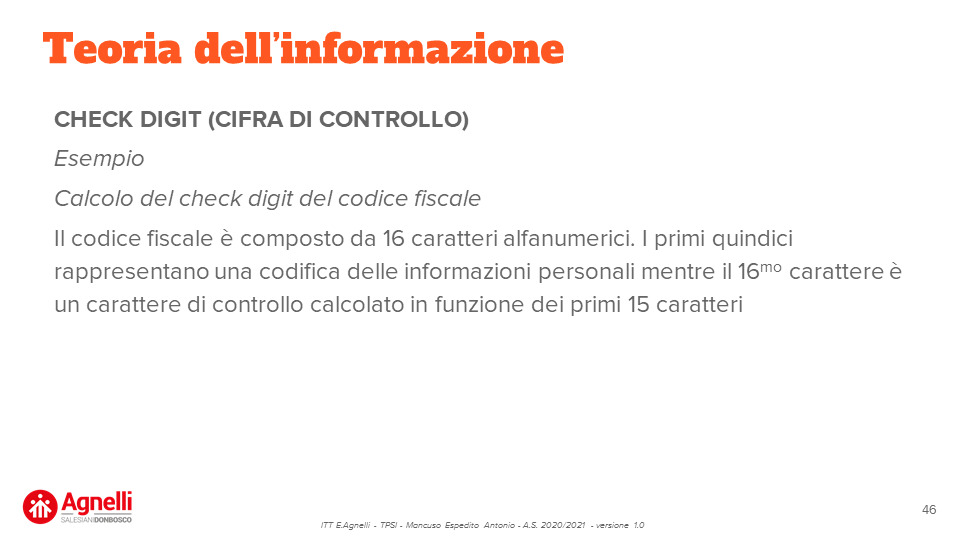 Teoria dell'informazione
CHECK DIGIT (CIFRA DI CONTROLLO)
Esempio
Calcolo del check digit del codice fiscale
Il codice fiscale è composto da 16 caratteri alfanumerici. I primi quindici
rappresentano una codifica delle informazioni personali mentre il 16ᵐᵒ carattere è
un carattere di controllo calcolato in funzione dei primi 15 caratteri
Agnelli
SALESIANIDONBOSCO
ITT E.Agnelli - TPSI - Mancuso Espedito Antonio - A.S. 2020/2021 - versione 1.0
46